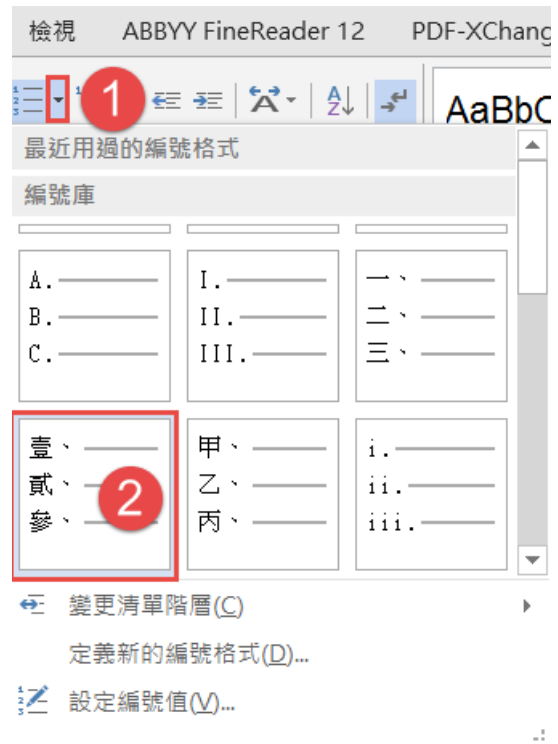 檢視 ABBYY FineReader 12 PDF-XChang
1 AaBbC
最近用過的編號格式
編號庫
A. I. 一、
B. II. 二、
C. III. 三、
壹、 甲、 i.
貳、 2 乙、 ii.
參、 丙、 iii.
變更清單階層(C)
定義新的編號格式(D)...
設定編號值(V)...